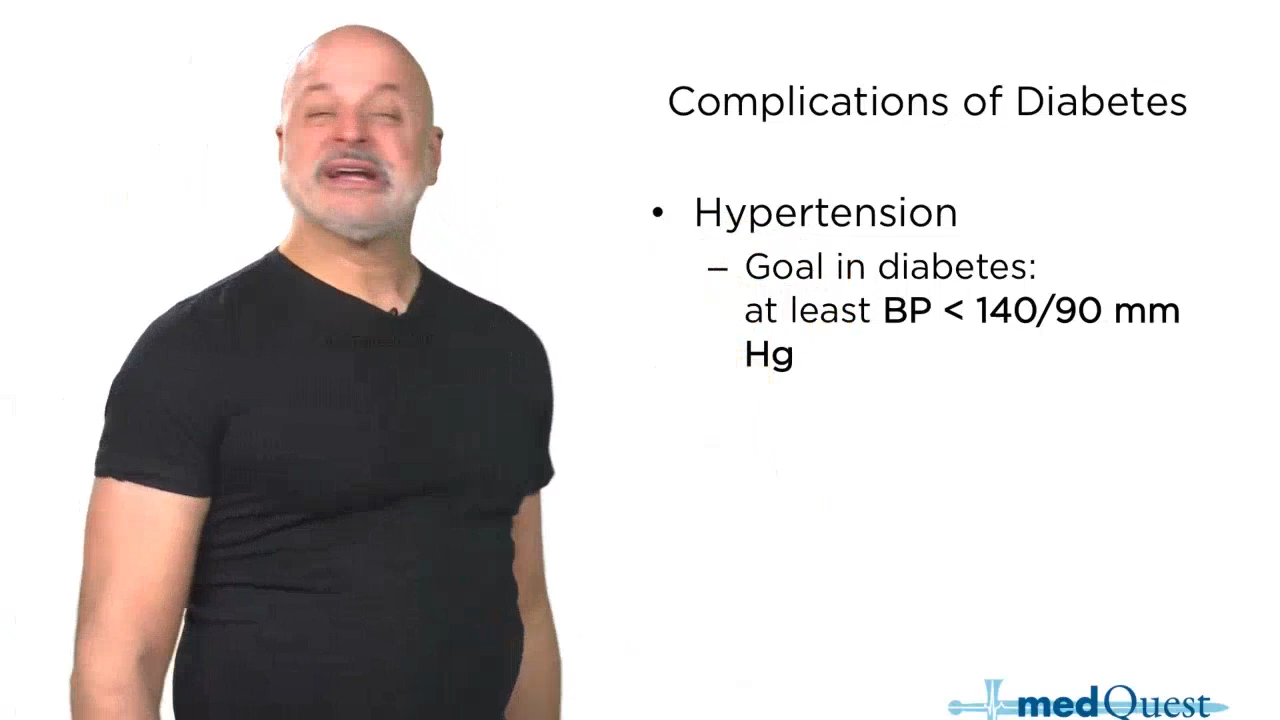 Complications of Diabetes
• Hypertension
– Goal in diabetes:
at least BP < 140/90 mm
Hg
medQuest